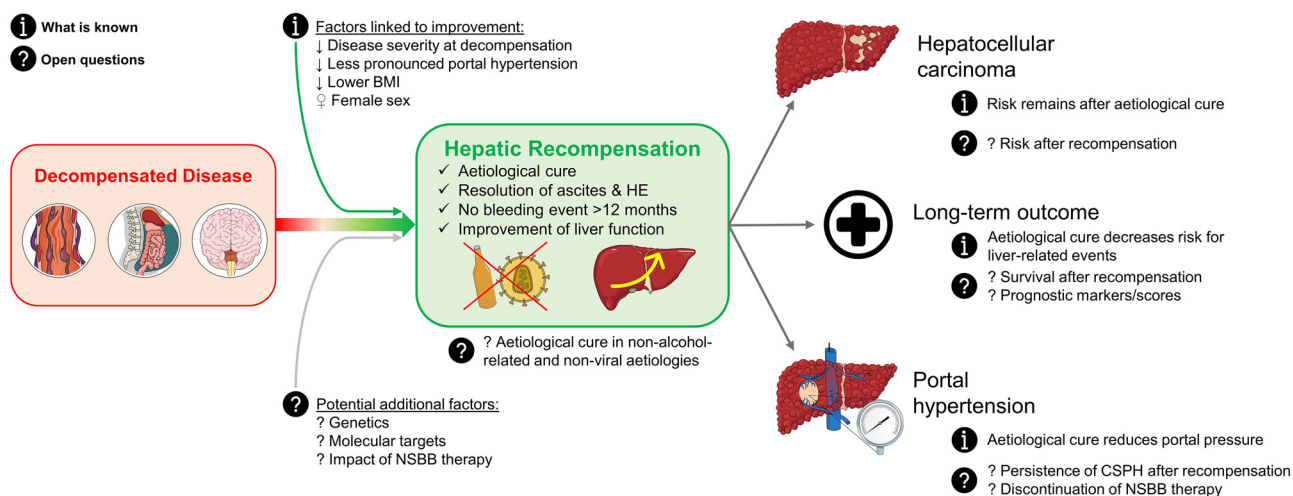 What is known
Open questions
Factors linked to improvement:
↓ Disease severity at decompensation
↓ Less pronounced portal hypertension
↓ Lower BMI
♀ Female sex
Decompensated Disease
Hepatic Recompensation
✓ Aetiological cure
✓ Resolution of ascites & HE
✓ No bleeding event >12 months
✓ Improvement of liver function
? Aetiological cure in non-alcohol-
related and non-viral aetiologies
Potential additional factors:
? Genetics
? Molecular targets
? Impact of NSBB therapy
Hepatocellular
carcinoma
Risk remains after aetiological cure
? Risk after recompensation
Long-term outcome
Aetiological cure decreases risk for
liver-related events
? Survival after recompensation
? Prognostic markers/scores
Portal
hypertension
Aetiological cure reduces portal pressure
? Persistence of CSPH after recompensation
? Discontinuation of NSBB therapy